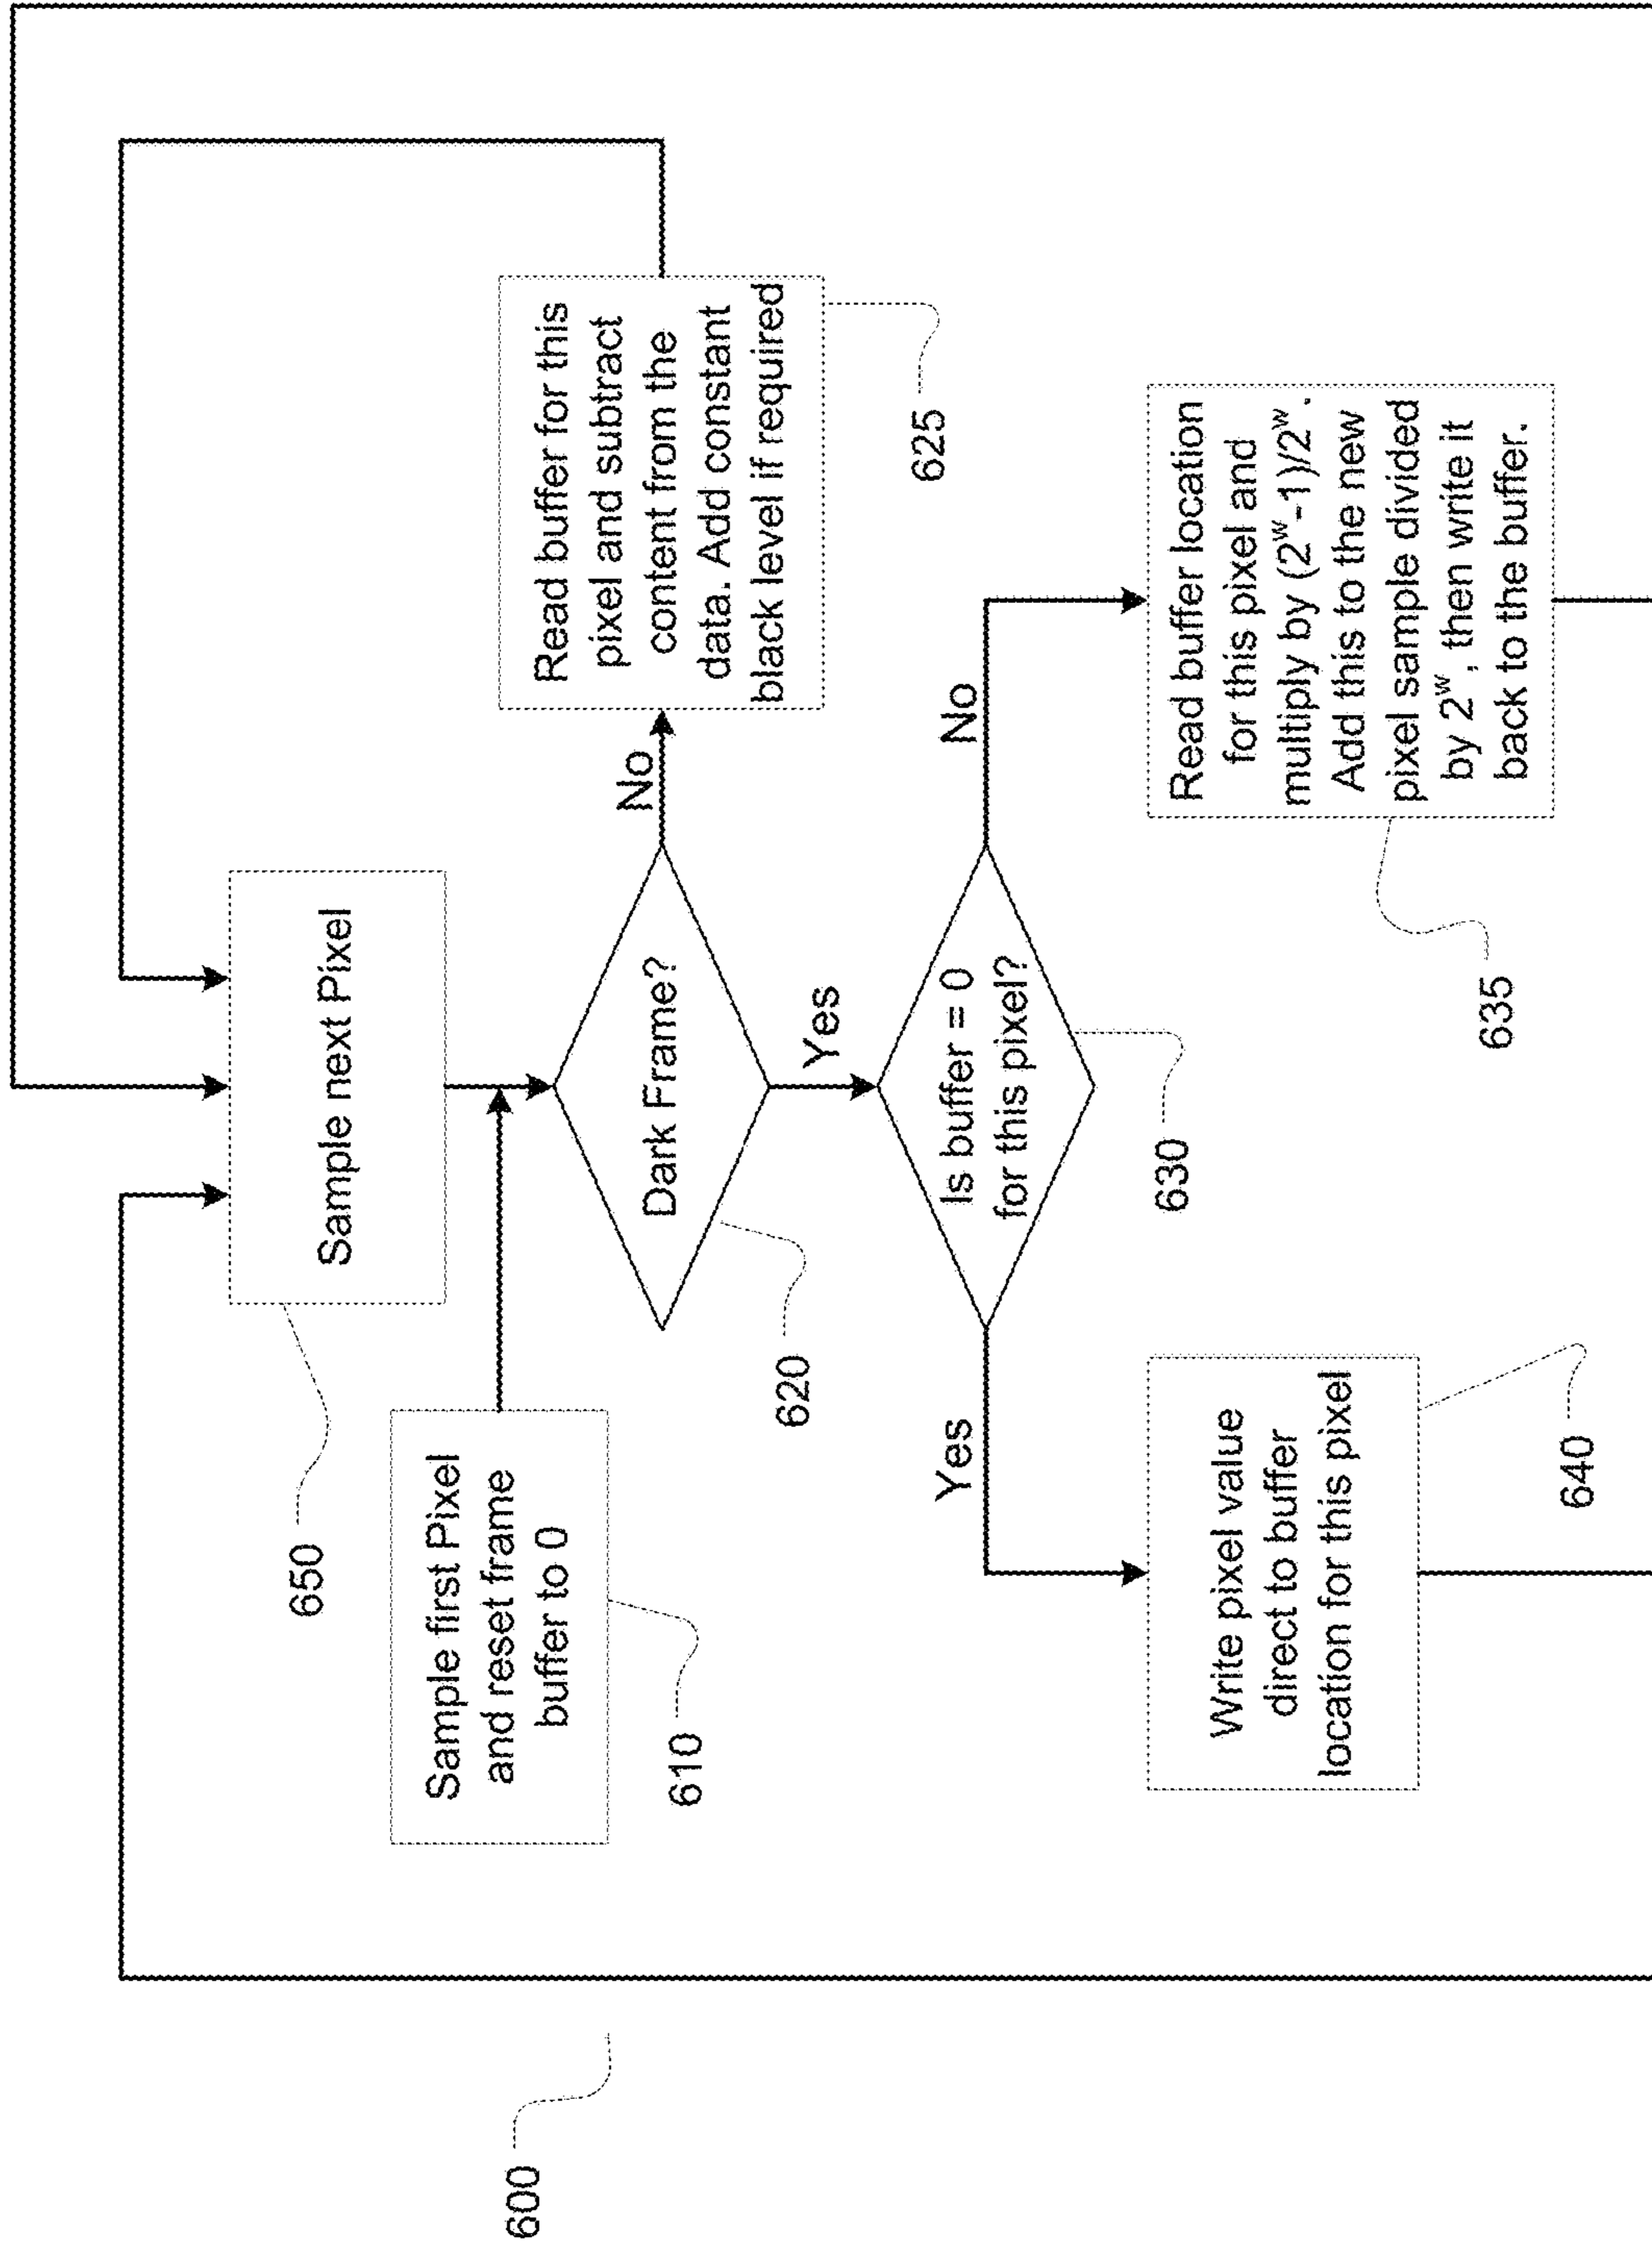 600
650
Sample next Pixel
610
Sample first Pixel
and reset frame
buffer to 0
620
Dark Frame?
No
Read buffer for this
pixel and subtract
content from the
data. Add constant
black level if required
625
Yes
630
Is buffer = 0
for this pixel?
Yes
Write pixel value
direct to buffer
location for this pixel
640
No
Read buffer location
for this pixel and
multiply by (2^w-1)/2^w.
Add this to the new
pixel sample divided
by 2^w, then write it
back to the buffer.
635